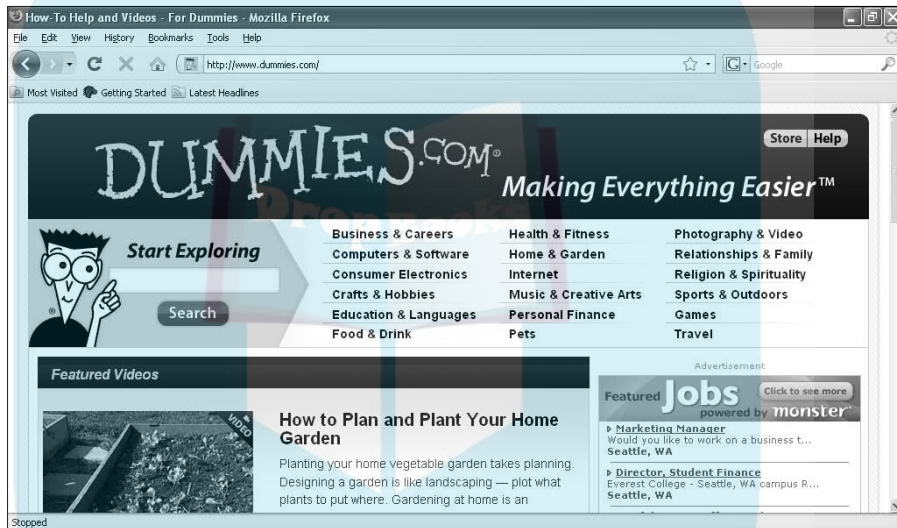 How-To Help and Videos - For Dummies - Mozilla Firefox
File Edit View History Bookmarks Tools Help
http://www.dummies.com/
G Google
Most Visited Getting Started Latest Headlines
DUMMIES.COM®
Store Help
Making Everything Easier™
DropBooks
Start Exploring
Search
®
Business & Careers
Computers & Software
Consumer Electronics
Crafts & Hobbies
Education & Languages
Food & Drink
Health & Fitness
Home & Garden
Internet
Music & Creative Arts
Personal Finance
Pets
Photography & Video
Relationships & Family
Religion & Spirituality
Sports & Outdoors
Games
Travel
Featured Videos
VIDEO
How to Plan and Plant Your Home
Garden
Planting your home vegetable garden takes planning.
Designing a garden is like landscaping — plot what
plants to put where. Gardening at home is an
Advertisement
Featured Jobs
Click to see more
powered by monster
Marketing Manager
Would you like to work on a business t...
Seattle, WA
Director, Student Finance
Everest College - Seattle, WA campus R...
Seattle, WA
Stopped